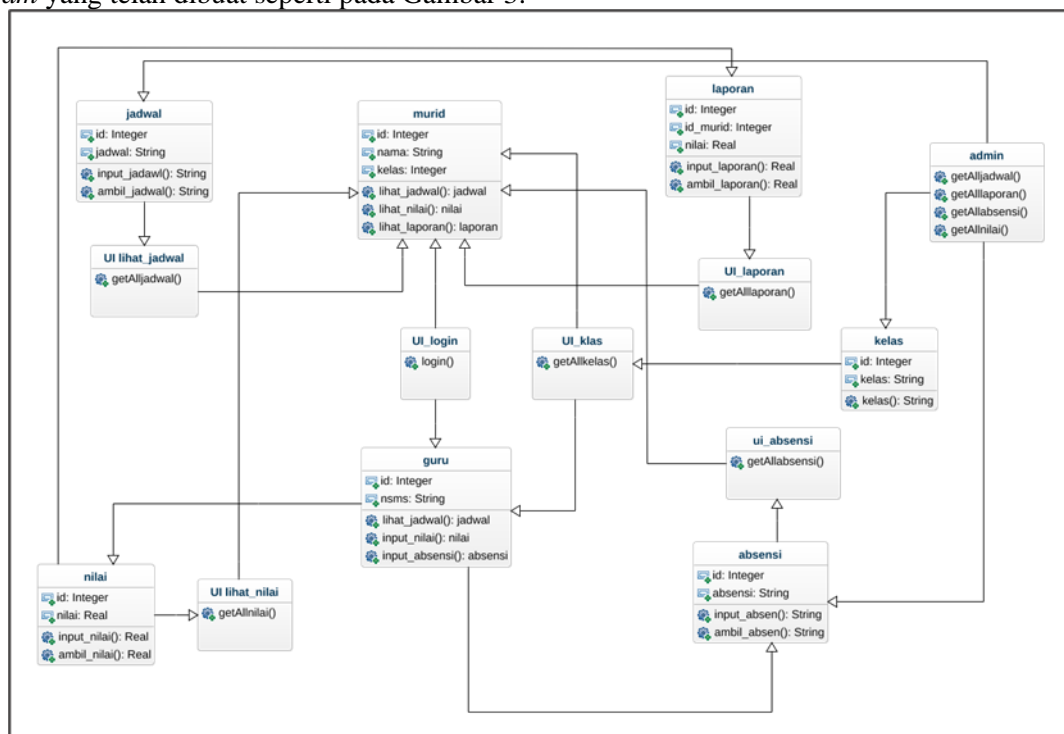 am yang telah dibuat seperti pada Gambar 3.
jadwal
id: Integer
jadwal: String
input_jadawl(): String
ambil_jadwal(): String
murid
id: Integer
nama: String
kelas: Integer
lihat_jadwal(): jadwal
lihat_nilai(): nilai
lihat_laporan(): laporan
laporan
id: Integer
id_murid: Integer
nilai: Real
input_laporan(): Real
ambil_laporan(): Real
admin
getAlljadwal()
getAlllaporan()
getAllabsensi()
getAllnilai()
UI lihat_jadwal
getAlljadwal()
UI_laporan
getAlllaporan()
UI_login
login()
UI_klas
getAllkelas()
kelas
id: Integer
kelas: String
kelas(): String
guru
id: Integer
nsms: String
lihat_jadwal(): jadwal
input_nilai(): nilai
input_absensi(): absensi
ui_absensi
getAllabsensi()
nilai
id: Integer
nilai: Real
input_nilai(): Real
ambil_nilai(): Real
UI lihat_nilai
getAllnilai()
absensi
id: Integer
absensi: String
input_absen(): String
ambil_absen(): String